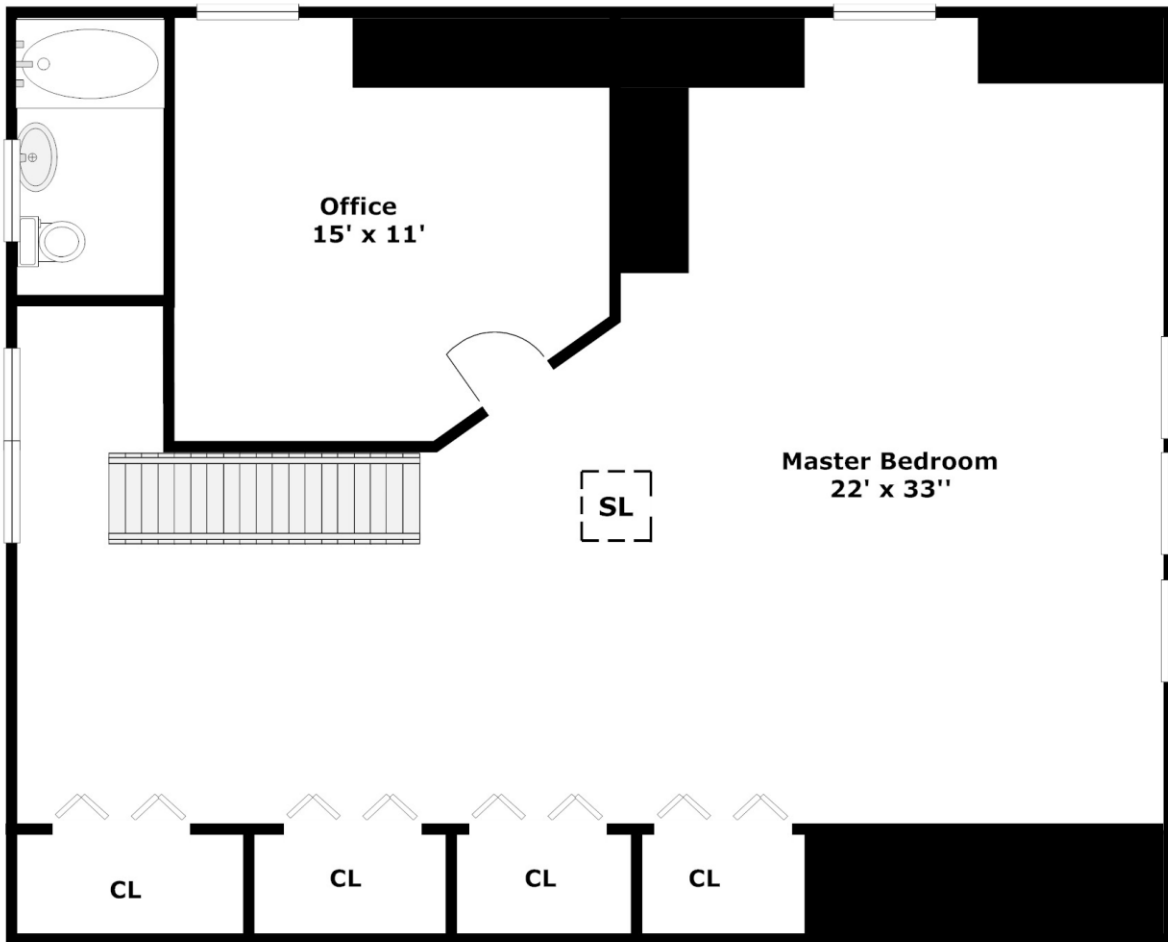 Office
15' x 11'
Master Bedroom
22' x 33''
SL
CL
CL
CL
CL